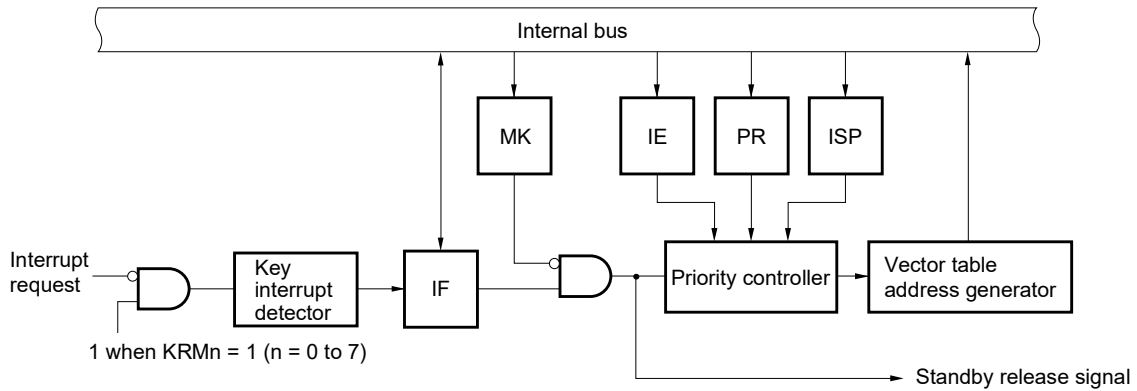 Internal bus
MK
IE
PR
ISP
Interrupt
request
Key
interrupt
detector
IF
Priority controller
Vector table
address generator
1 when KRMn = 1 (n = 0 to 7)
Standby release signal